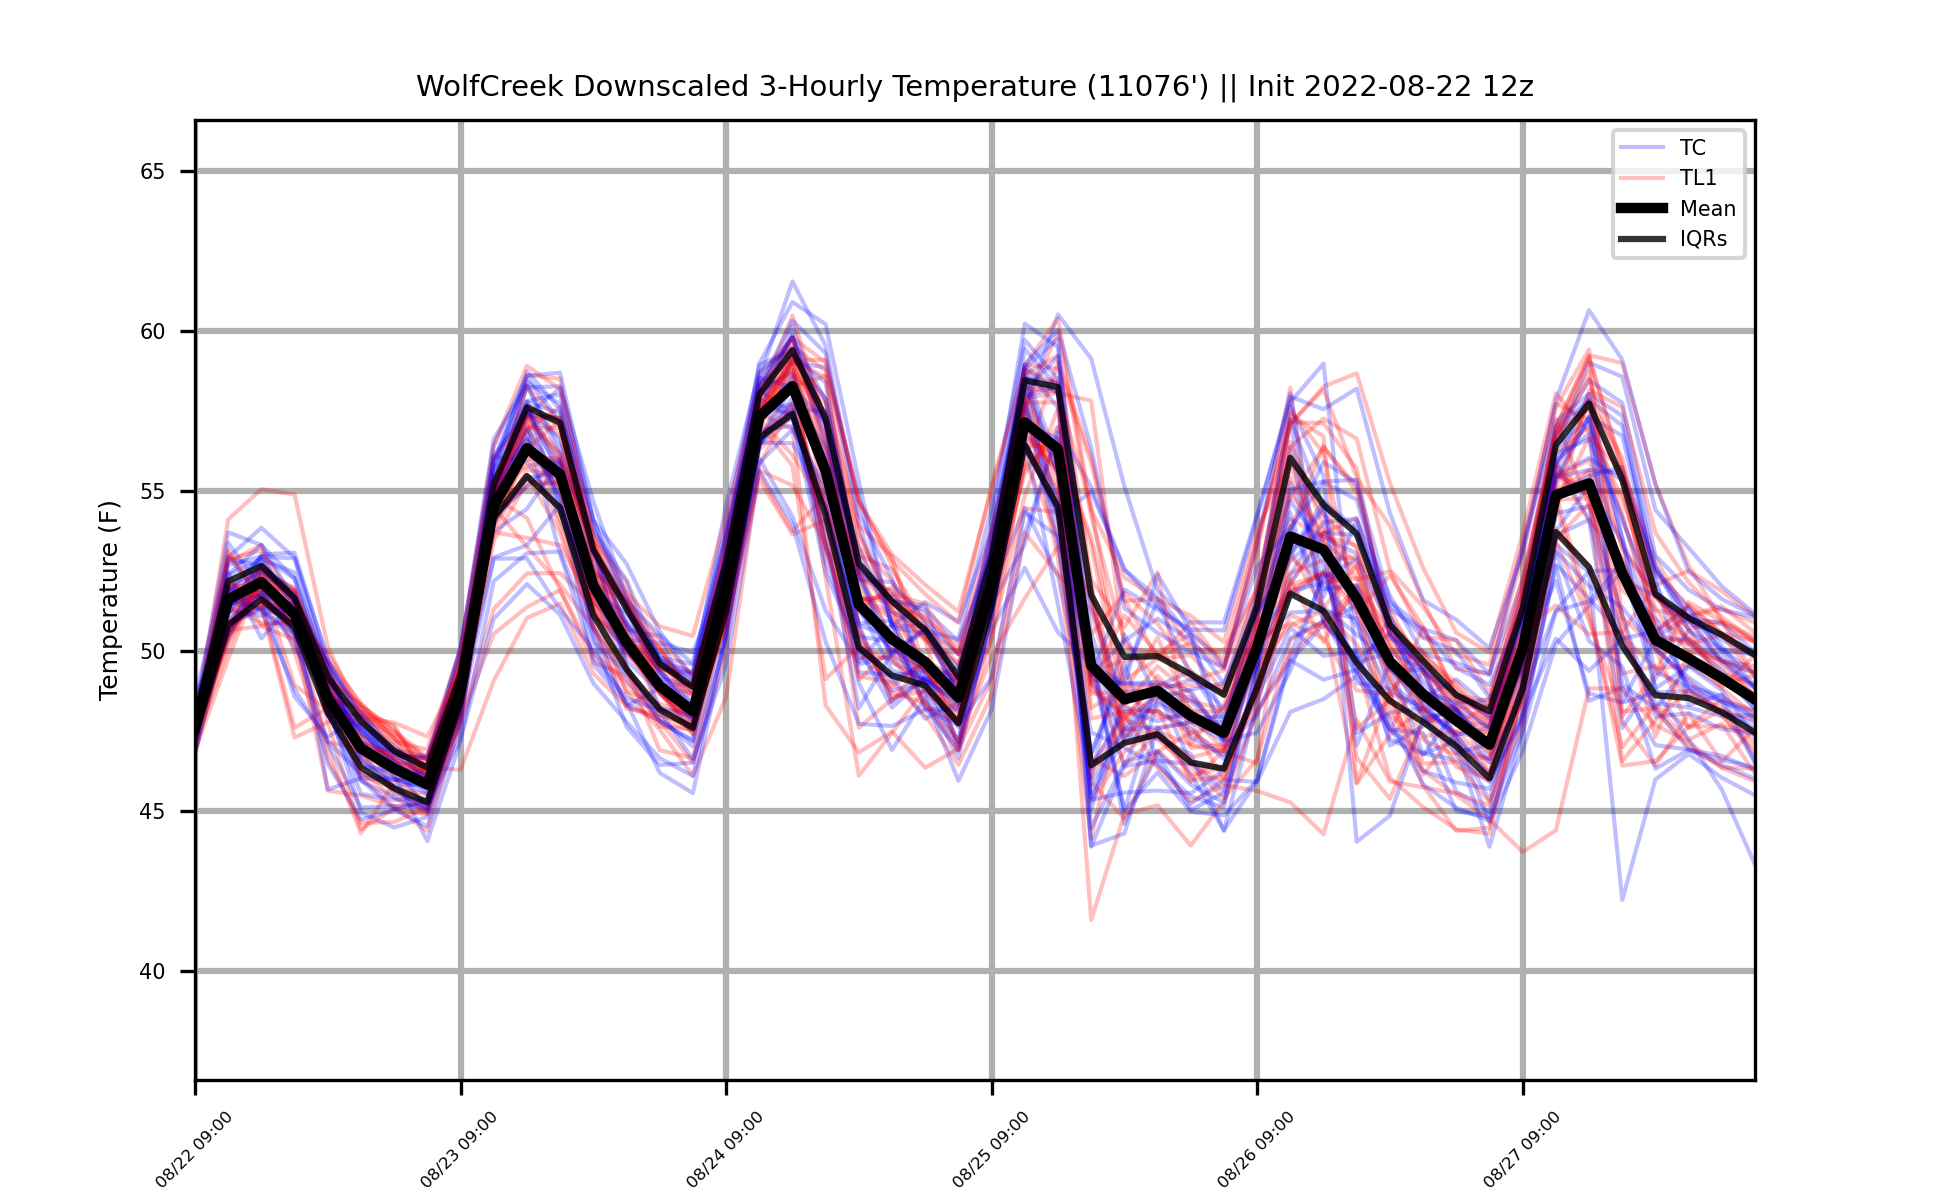 WolfCreek Downscaled 3-Hourly Temperature (11076') || Init 2022-08-22 12z
TC
TL1
Mean
IQRs
Temperature (F)
65
60
55
50
45
40
08/22 09:00
08/23 09:00
08/24 09:00
08/25 09:00
08/26 09:00
08/27 09:00